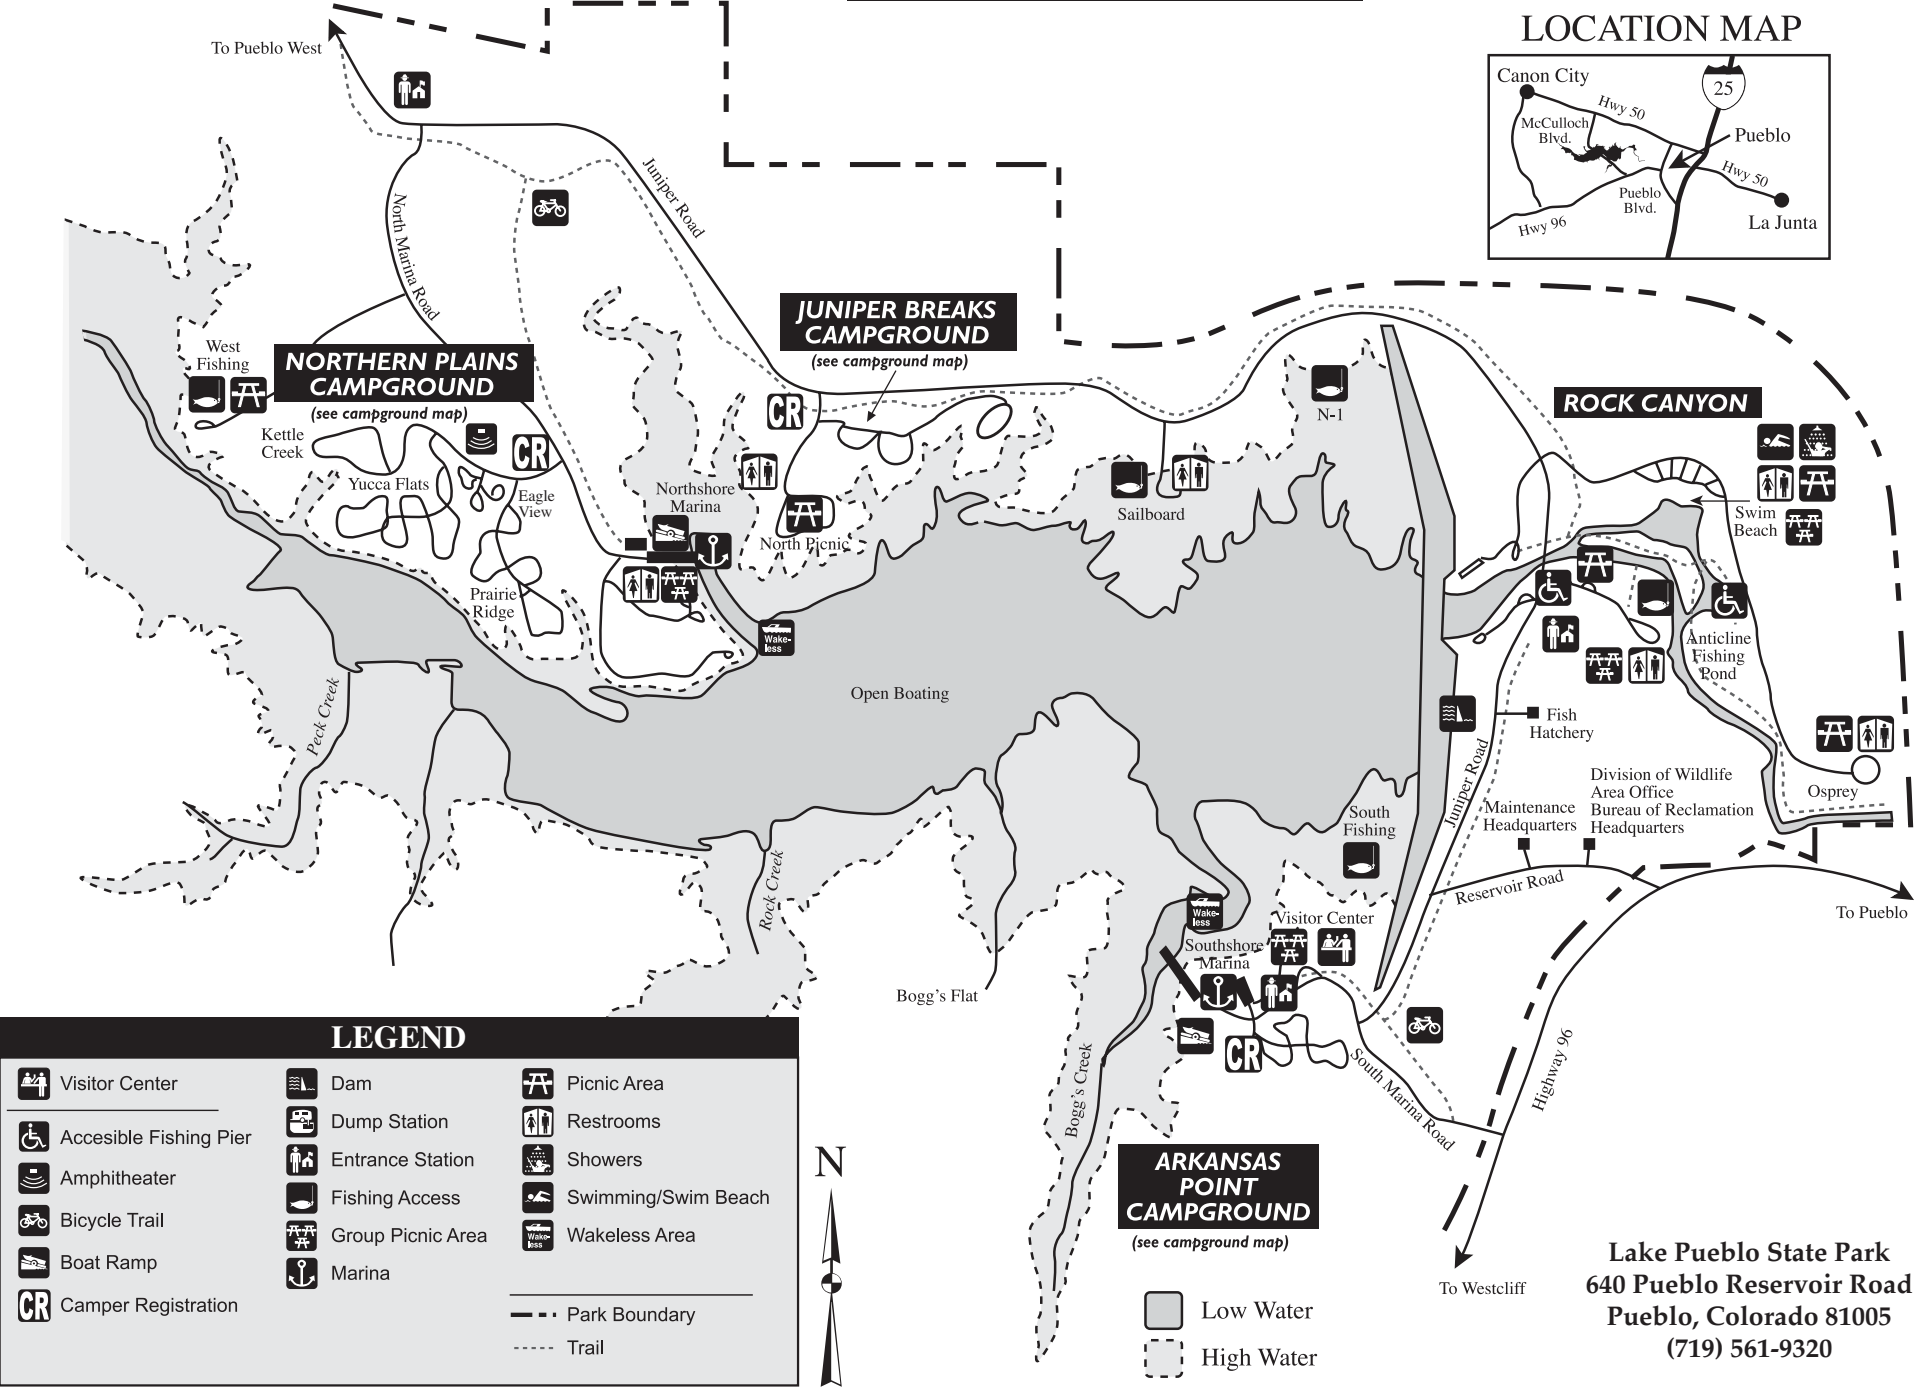 LOCATION MAP
Canon City
25
Hwy 50
McCulloch
Blvd.
Pueblo
Hwy 50
Pueblo
Blvd.
La Junta
Hwy 96
To Pueblo West
Juniper Road
North Marina Road
JUNIPER BREAKS
CAMPGROUND
(see campground map)
West
Fishing
NORTHERN PLAINS
CAMPGROUND
(see campground map)
CR
ROCK CANYON
N-1
Kettle
Creek
CR
Yucca Flats
Eagle
View
Northshore
Marina
North Picnic
Sailboard
Swim
Beach
Prairie
Ridge
Wake-
less
Anticline
Fishing
Pond
Open Boating
Peck Creek
Fish
Hatchery
Juniper Road
Division of Wildlife
Area Office
Bureau of Reclamation
Headquarters
Maintenance
Headquarters
Osprey
South
Fishing
Rock Creek
Reservoir Road
To Pueblo
Wake-
less
Visitor Center
Southshore
Marina
Bogg's Flat
CR
Bogg's Creek
South Marina Road
Highway 96
ARKANSAS
POINT
CAMPGROUND
(see campground map)
To Westcliff
LEGEND
Visitor Center
Accesible Fishing Pier
Amphitheater
Bicycle Trail
Boat Ramp
CR Camper Registration
Dam
Dump Station
Entrance Station
Fishing Access
Group Picnic Area
Marina
Picnic Area
Restrooms
Showers
Swimming/Swim Beach
Wake-
less
Wakeless Area
Park Boundary
Trail
N
Low Water
High Water
Lake Pueblo State Park
640 Pueblo Reservoir Road
Pueblo, Colorado 81005
(719) 561-9320